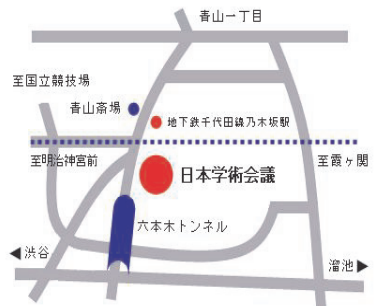 青山一丁目
至国立競技場
青山斎場
地下鉄千代田線乃木坂駅
至明治神宮前
至霞ヶ関
日本学術会議
六本木トンネル
◀渋谷
溜池▶